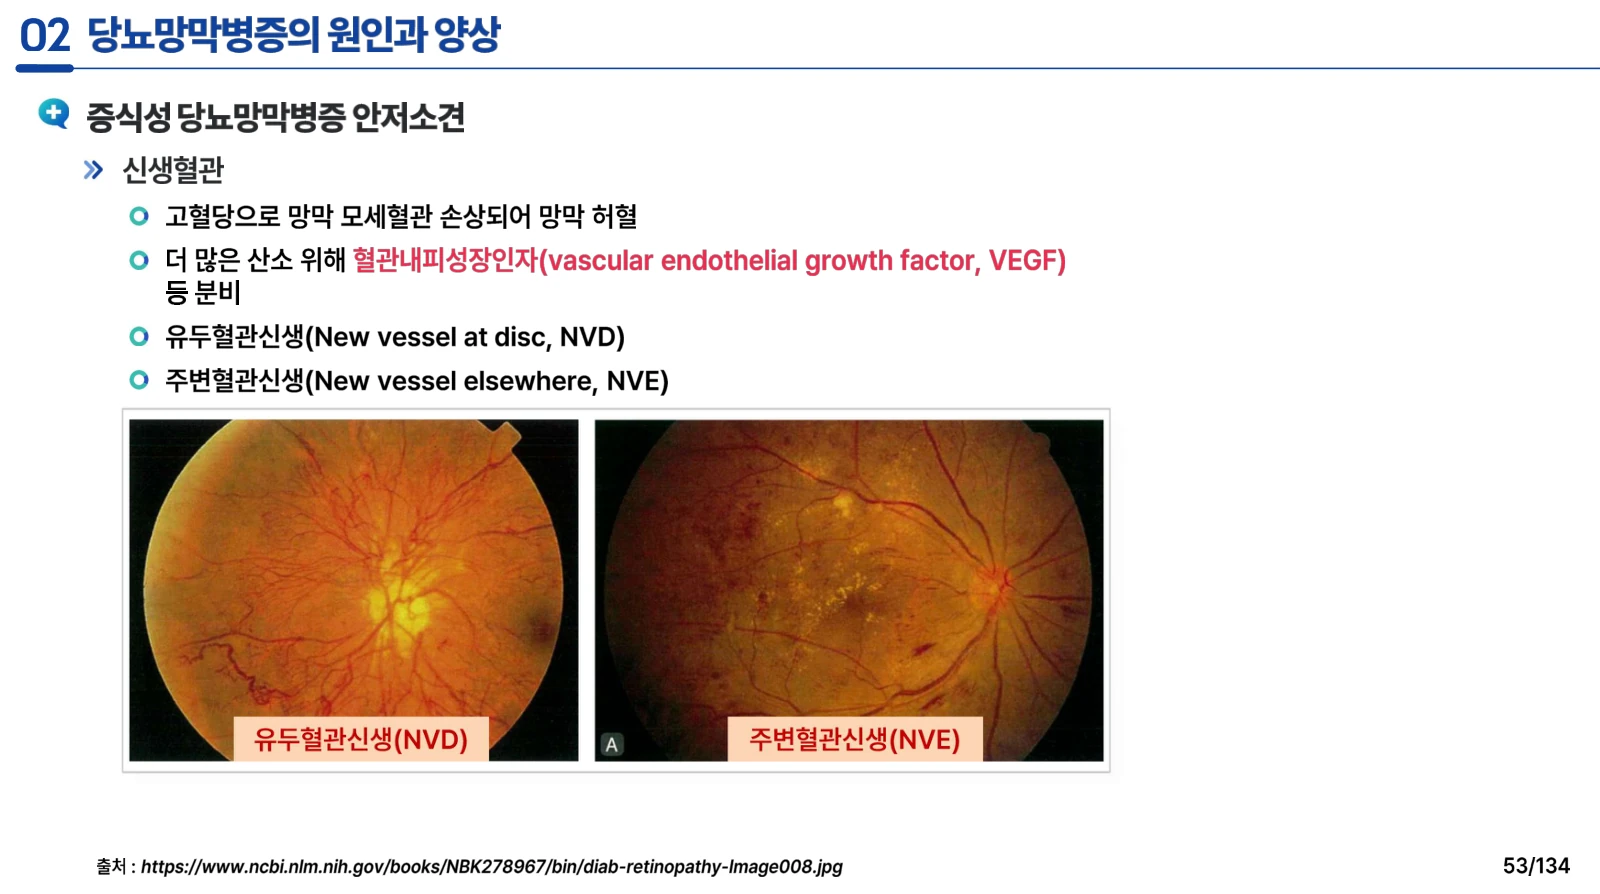 02 당뇨망막병증의 원인과 양상
증식성 당뇨망막병증 안저소견
신생혈관
고혈당으로 망막 모세혈관 손상되어 망막 허혈
더 많은 산소 위해 혈관내피성장인자(vascular endothelial growth factor, VEGF)
등 분비
유두혈관신생(New vessel at disc, NVD)
주변혈관신생(New vessel elsewhere, NVE)
유두혈관신생(NVD)
A
주변혈관신생(NVE)
출처 : https://www.ncbi.nlm.nih.gov/books/NBK278967/bin/diab-retinopathy-Image008.jpg
53/134